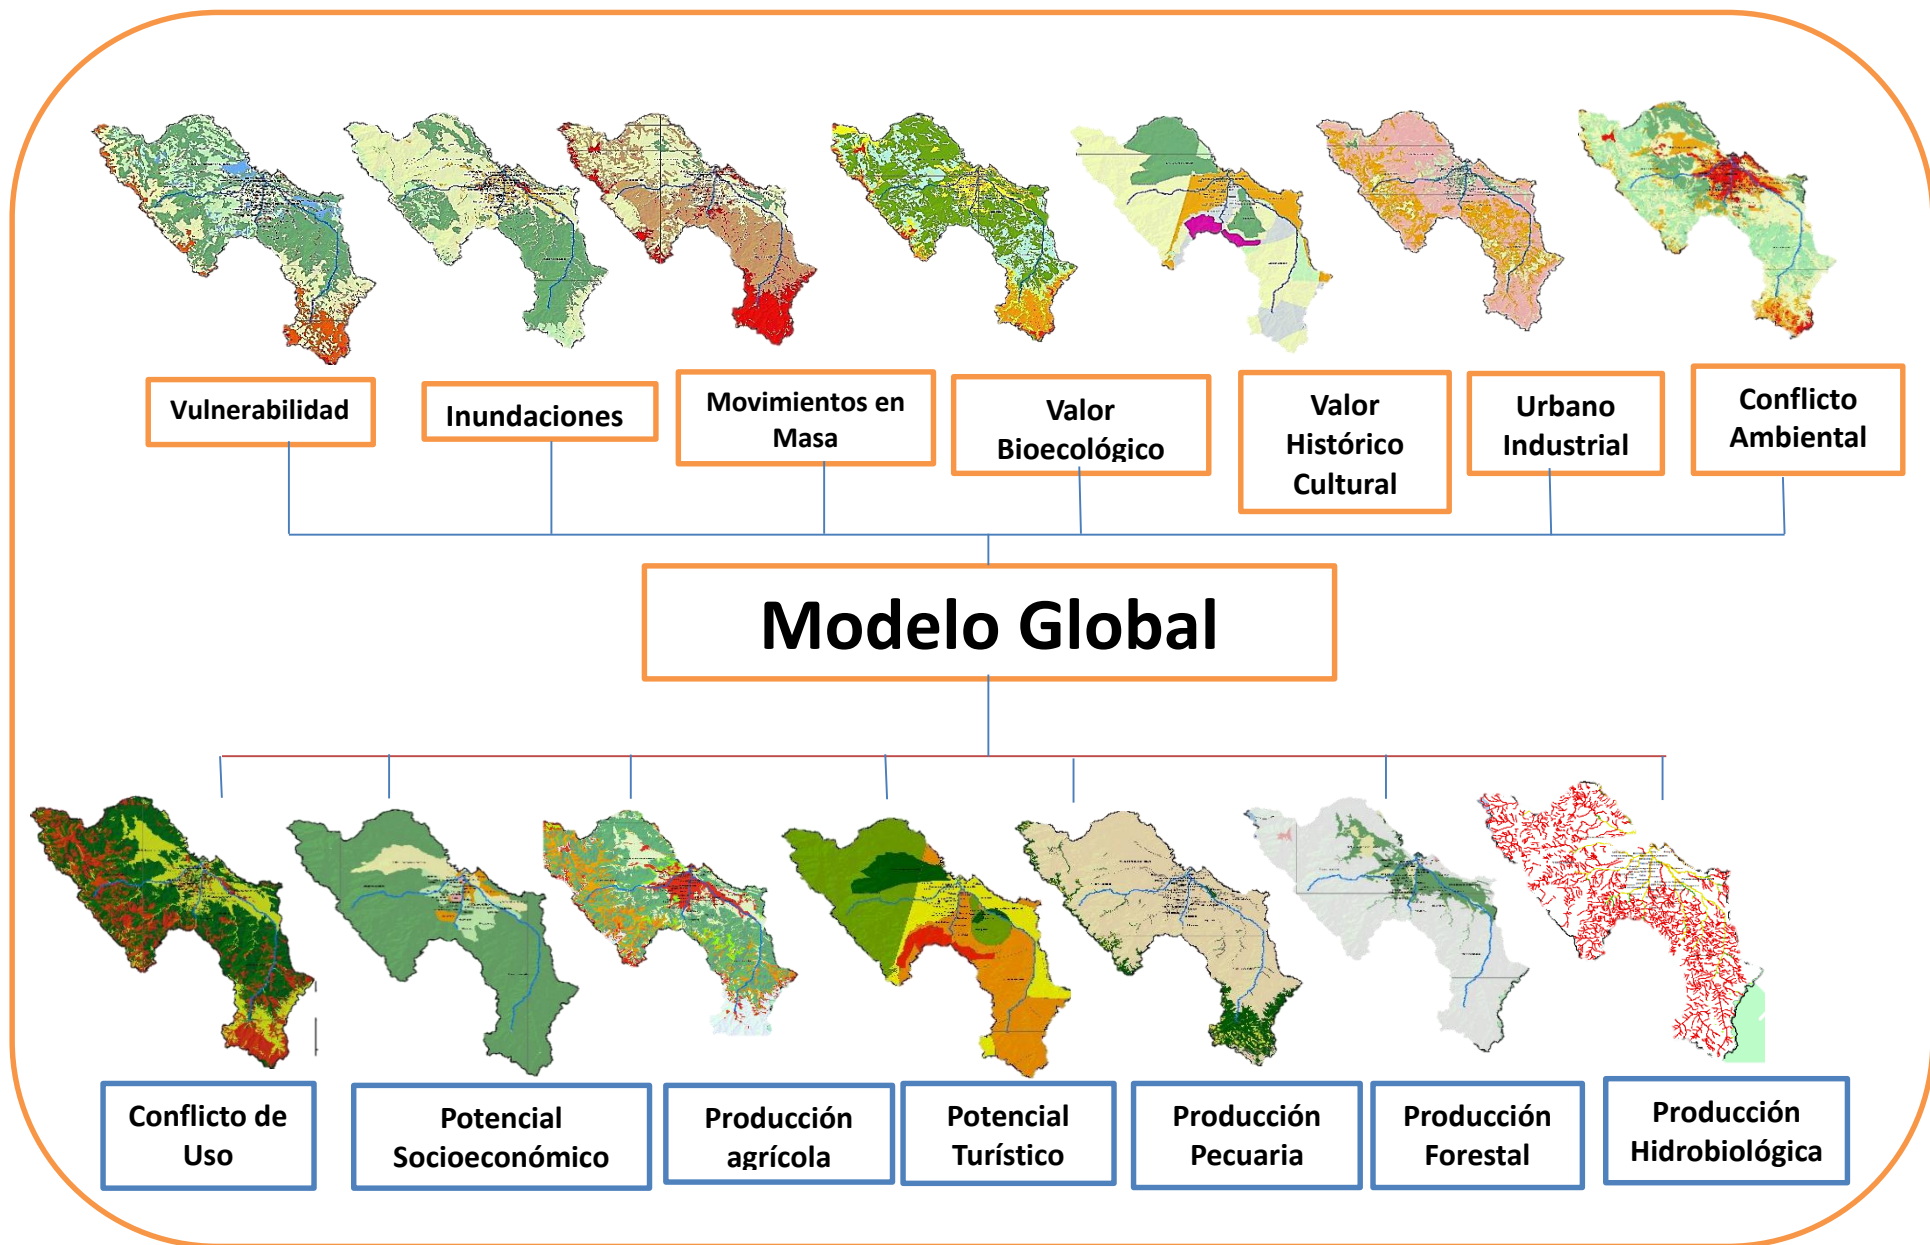 Vulnerabilidad
Inundaciones
Movimientos en
Masa
Valor
Bioecológico
Valor
Histórico
Cultural
Urbano
Industrial
Conflicto
Ambiental
Modelo Global
Conflicto de
Uso
Potencial
Socioeconómico
Producción
agrícola
Potencial
Turístico
Producción
Pecuaria
Producción
Forestal
Producción
Hidrobiológica